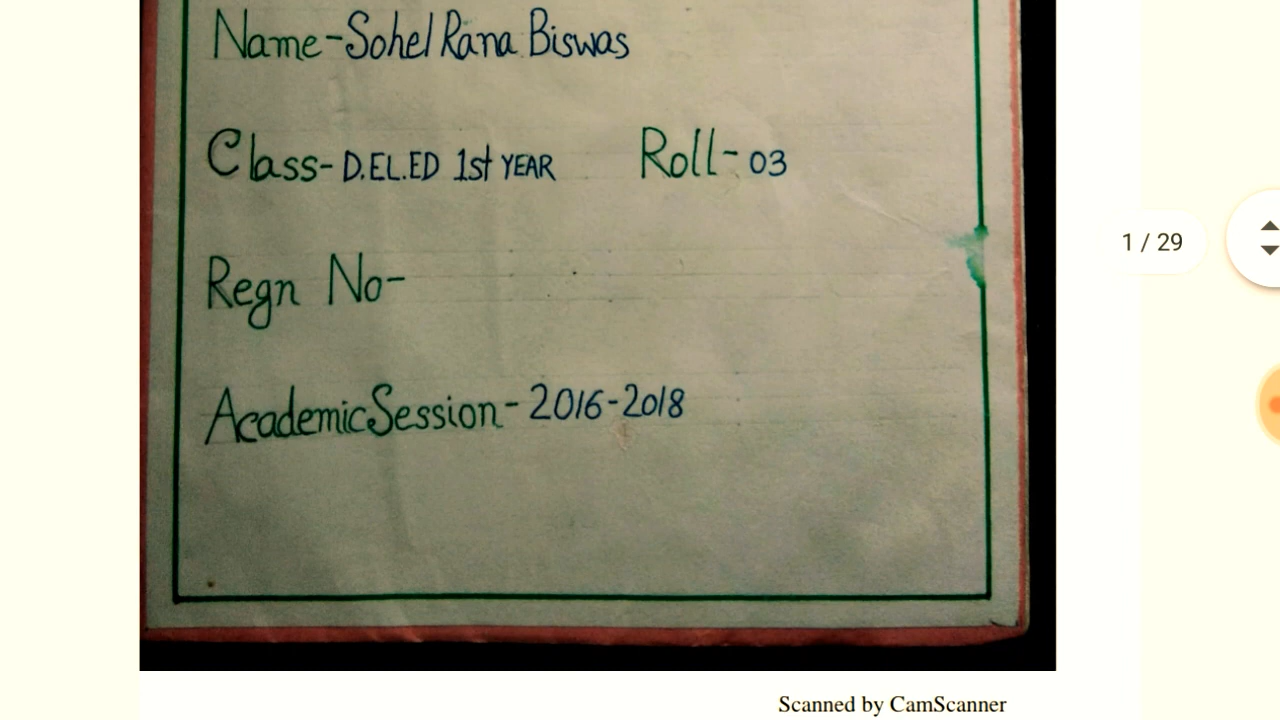 Name-Sohel Rana Biswas
Class- D.EL.ED 1st YEAR Roll- 03
1 / 29
Regn No-
Academic Session - 2016-2018
Scanned by CamScanner